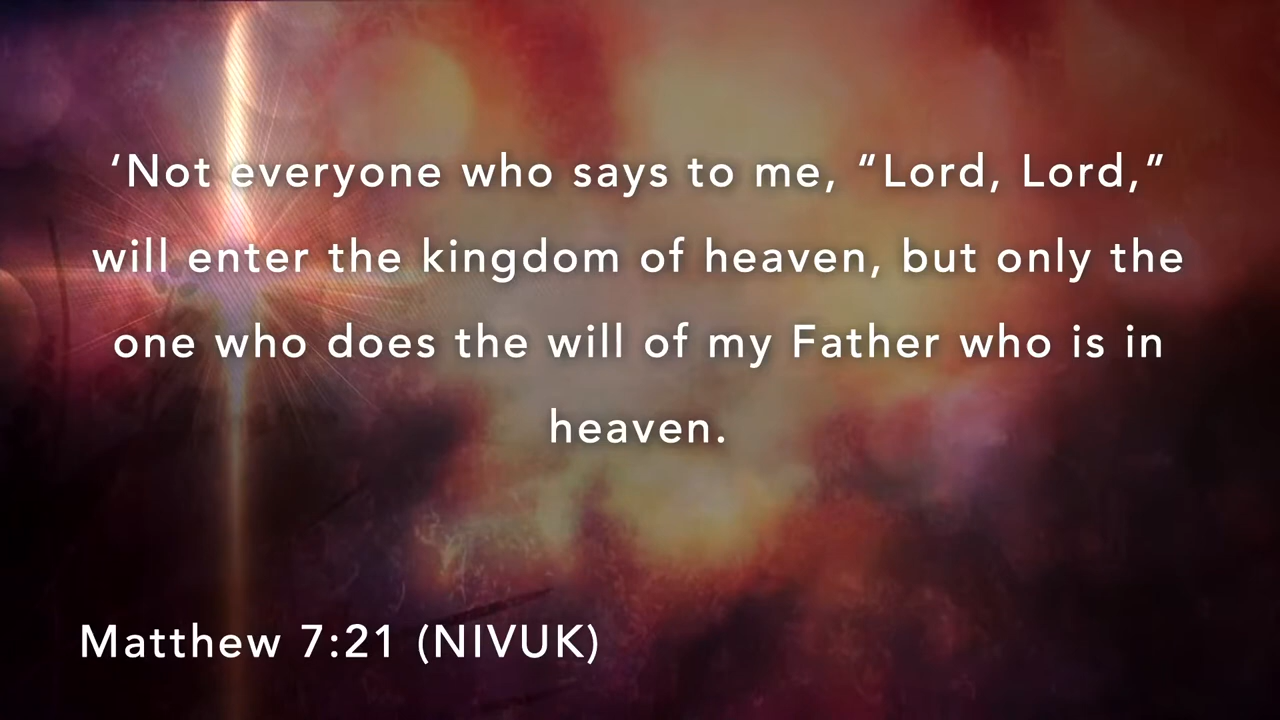 ‘Not everyone who says to me, “Lord, Lord,”
will enter the kingdom of heaven, but only the
one who does the will of my Father who is in
heaven.
Matthew 7:21 (NIVUK)